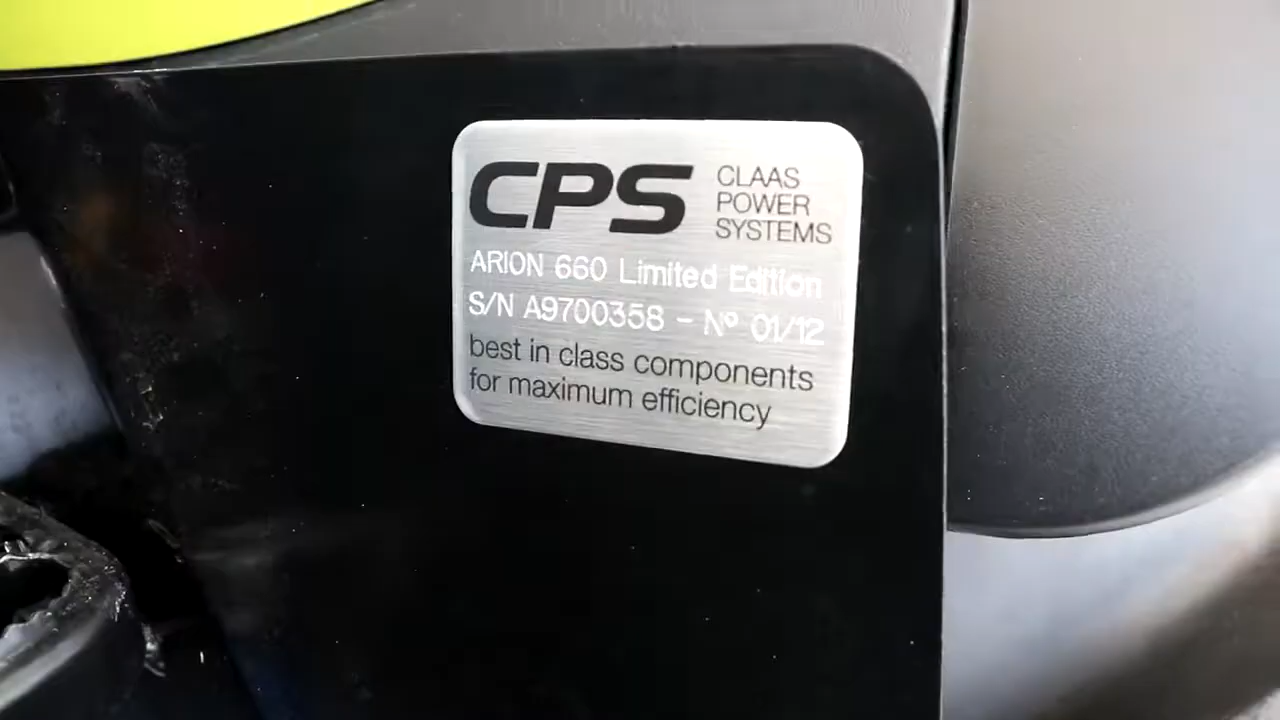 CPS
CLAAS
POWER
SYSTEMS
ARION 660 Limited Edition
S/N A9700358 - Nº 01/12
best in class components
for maximum efficiency